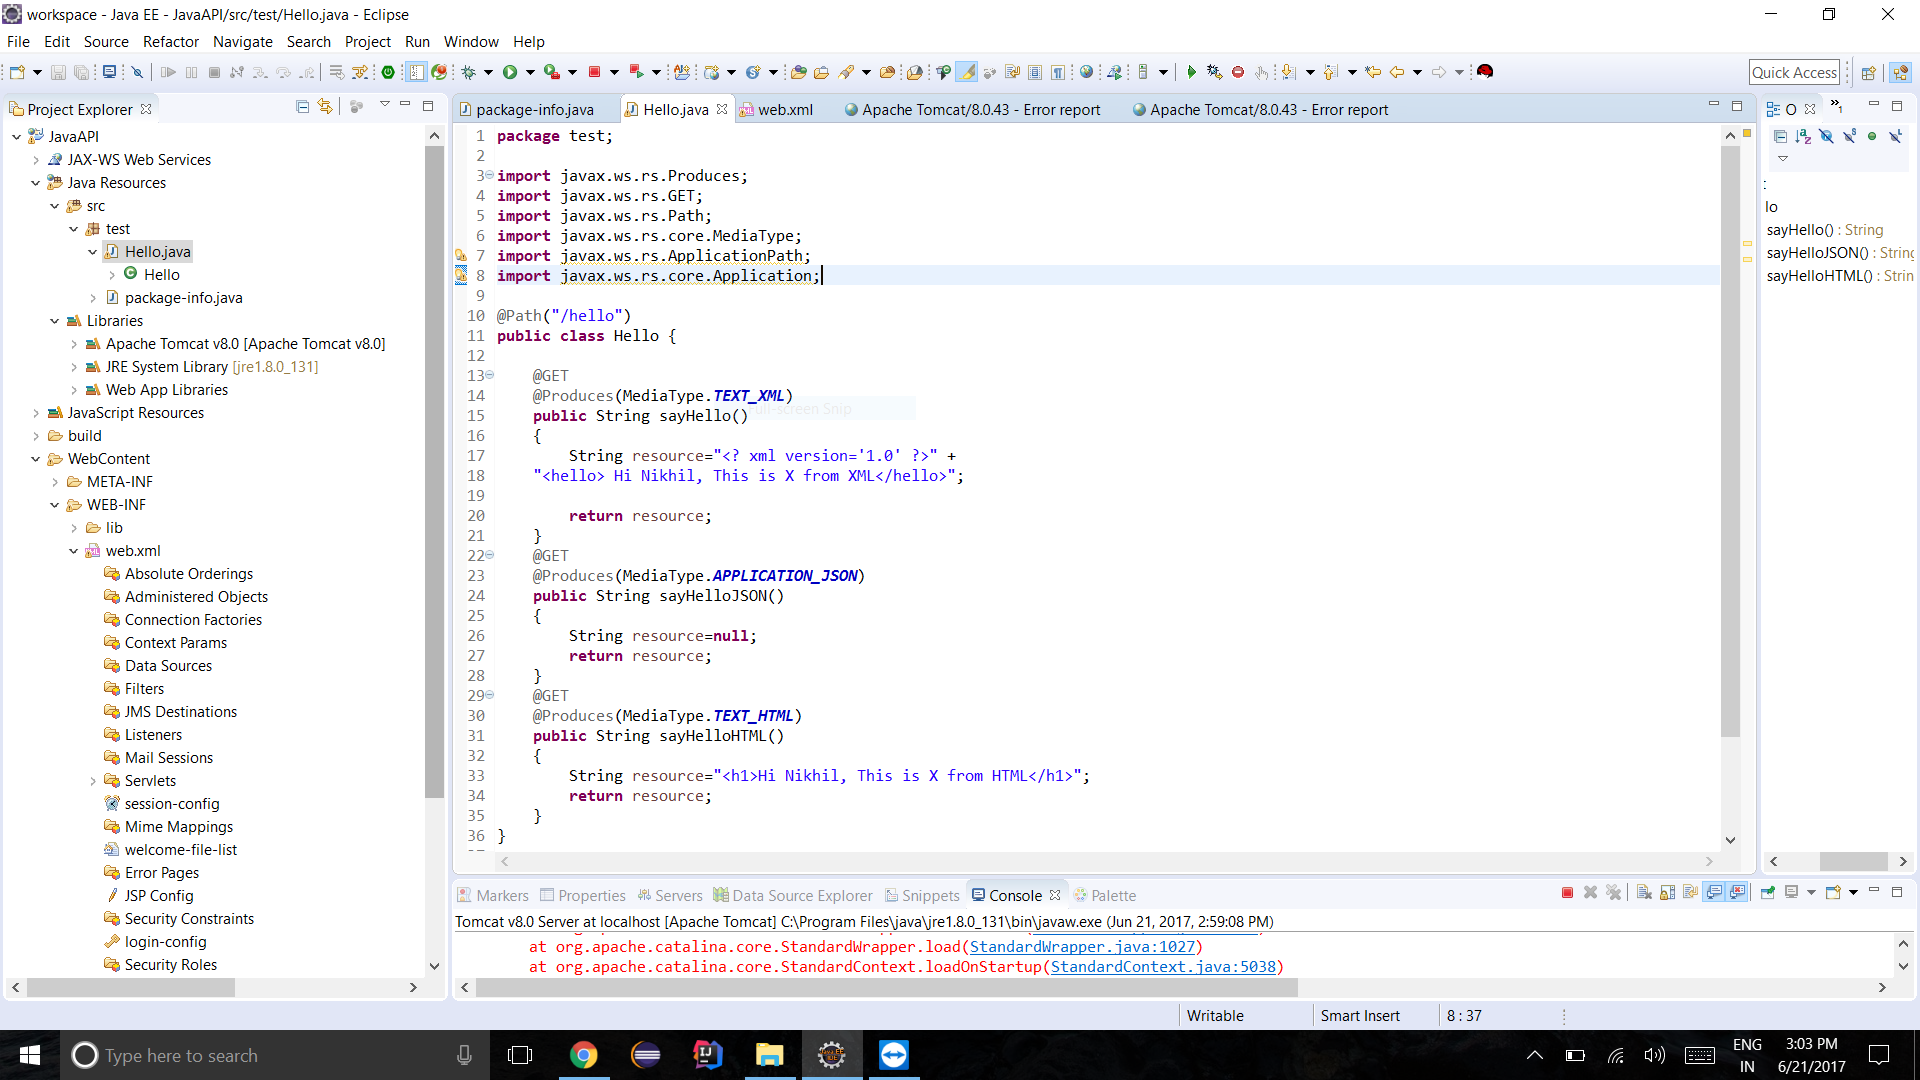 workspace - Java EE - JavaAPI/src/test/Hello.java - Eclipse
File Edit Source Refactor Navigate Search Project Run Window Help
Quick Access
Project Explorer
JavaAPI
JAX-WS Web Services
Java Resources
src
test
Hello.java
Hello
package-info.java
Libraries
Apache Tomcat v8.0 [Apache Tomcat v8.0]
JRE System Library [jre1.8.0_131]
Web App Libraries
JavaScript Resources
build
WebContent
META-INF
WEB-INF
lib
web.xml
Absolute Orderings
Administered Objects
Connection Factories
Context Params
Data Sources
Filters
JMS Destinations
Listeners
Mail Sessions
Servlets
session-config
Mime Mappings
welcome-file-list
Error Pages
JSP Config
Security Constraints
login-config
Security Roles
package-info.java Hello.java web.xml Apache Tomcat/8.0.43 - Error report Apache Tomcat/8.0.43 - Error report
1 package test;
2
3 import javax.ws.rs.Produces;
4 import javax.ws.rs.GET;
5 import javax.ws.rs.Path;
6 import javax.ws.rs.core.MediaType;
7 import javax.ws.rs.ApplicationPath;
8 import javax.ws.rs.core.Application;
9
10 @Path("/hello")
11 public class Hello {
12
13 @GET
14 @Produces(MediaType.TEXT_XML)
15 public String sayHello()
Full-screen Snip
16 {
17 String resource="<? xml version='1.0' ?>" +
18 "<hello> Hi Nikhil, This is X from XML</hello>";
19
20 return resource;
21 }
22 @GET
23 @Produces(MediaType.APPLICATION_JSON)
24 public String sayHelloJSON()
25 {
26 String resource=null;
27 return resource;
28 }
29 @GET
30 @Produces(MediaType.TEXT_HTML)
31 public String sayHelloHTML()
32 {
33 String resource="<h1>Hi Nikhil, This is X from HTML</h1>";
34 return resource;
35 }
36 }
O
»1
t
lo
sayHello() : String
sayHelloJSON() : String
sayHelloHTML() : Strin
Markers Properties Servers Data Source Explorer Snippets Console Palette
Tomcat v8.0 Server at localhost [Apache Tomcat] C:\Program Files\java\jre1.8.0_131\bin\javaw.exe (Jun 21, 2017, 2:59:08 PM)
at org.apache.catalina.core.StandardWrapper.load(StandardWrapper.java:1027)
at org.apache.catalina.core.StandardContext.loadOnStartup(StandardContext.java:5038)
Writable Smart Insert 8 : 37
Type here to search
ENG
IN
3:03 PM
6/21/2017